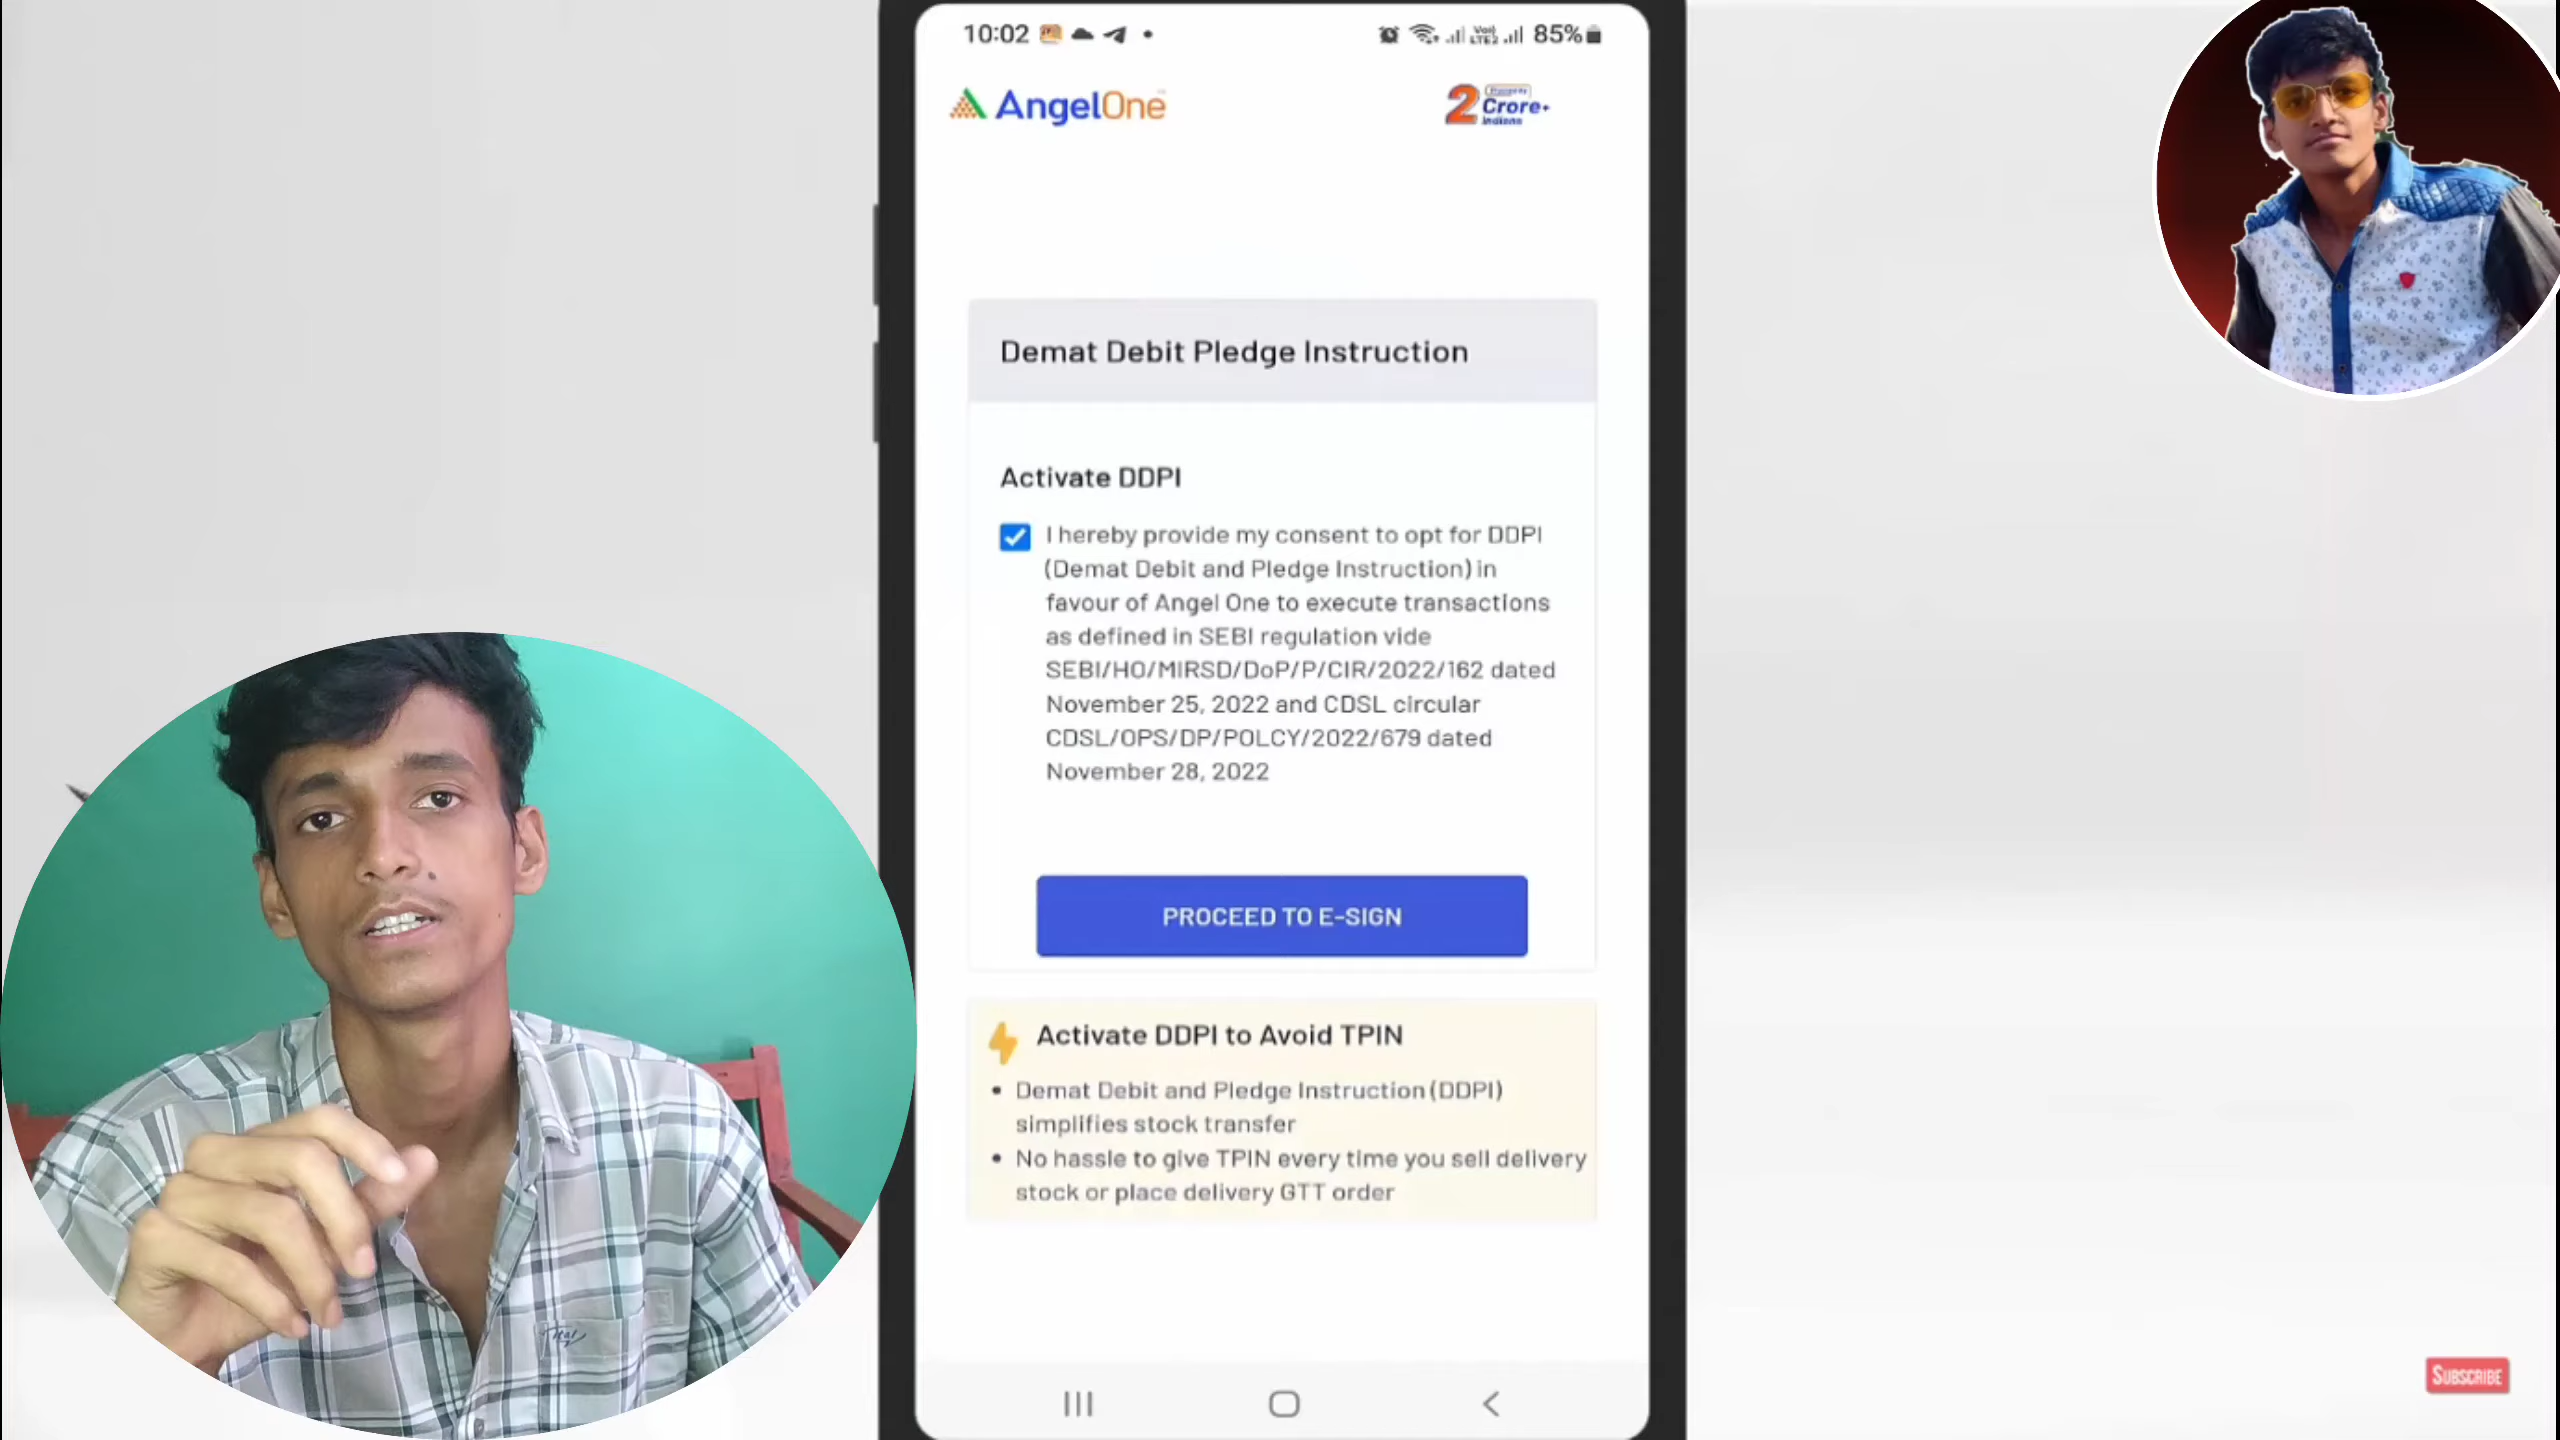 10:02
85%
AngelOne
2 Crore+
Indians
Demat Debit Pledge Instruction
Activate DDPI
I hereby provide my consent to opt for DDPI
(Demat Debit and Pledge Instruction) in
favour of Angel One to execute transactions
as defined in SEBI regulation vide
SEBI/HO/MIRSD/DoP/P/CIR/2022/162 dated
November 25, 2022 and CDSL circular
CDSL/OPS/DP/POLCY/2022/679 dated
November 28, 2022
PROCEED TO E-SIGN
Activate DDPI to Avoid TPIN
• Demat Debit and Pledge Instruction (DDPI)
simplifies stock transfer
• No hassle to give TPIN every time you sell delivery
stock or place delivery GTT order
SUBSCRIBE